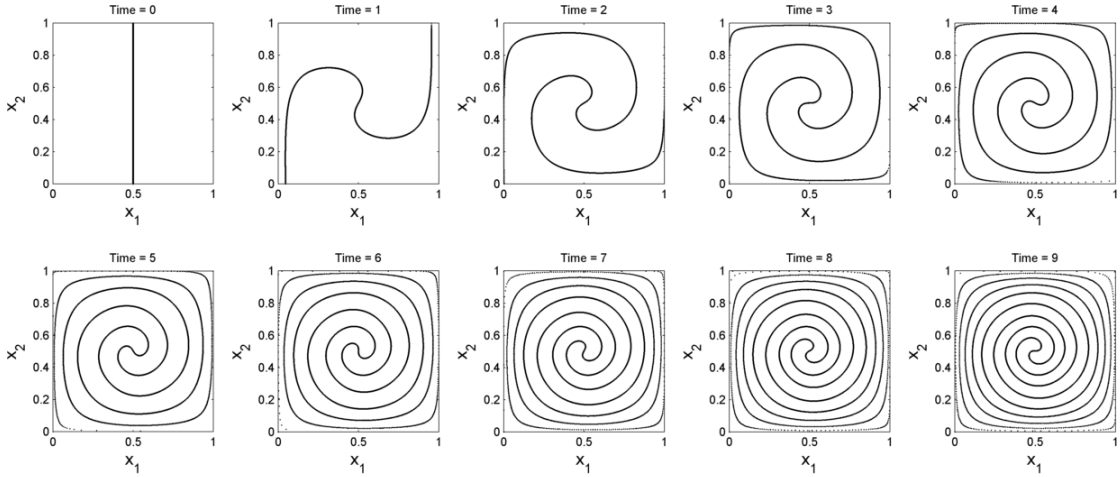 Time = 0 Time = 1 Time = 2 Time = 3 Time = 4
1 1 1 1 1
0.8 0.8 0.8 0.8 0.8
0.6 0.6 0.6 0.6 0.6
x2 x2 x2 x2 x2
0.4 0.4 0.4 0.4 0.4
0.2 0.2 0.2 0.2 0.2
0 0 0 0 0
0 0.5 1 0 0.5 1 0 0.5 1 0 0.5 1 0 0.5 1
x1 x1 x1 x1 x1
Time = 5 Time = 6 Time = 7 Time = 8 Time = 9
1 1 1 1 1
0.8 0.8 0.8 0.8 0.8
0.6 0.6 0.6 0.6 0.6
x2 x2 x2 x2 x2
0.4 0.4 0.4 0.4 0.4
0.2 0.2 0.2 0.2 0.2
0 0 0 0 0
0 0.5 1 0 0.5 1 0 0.5 1 0 0.5 1 0 0.5 1
x1 x1 x1 x1 x1